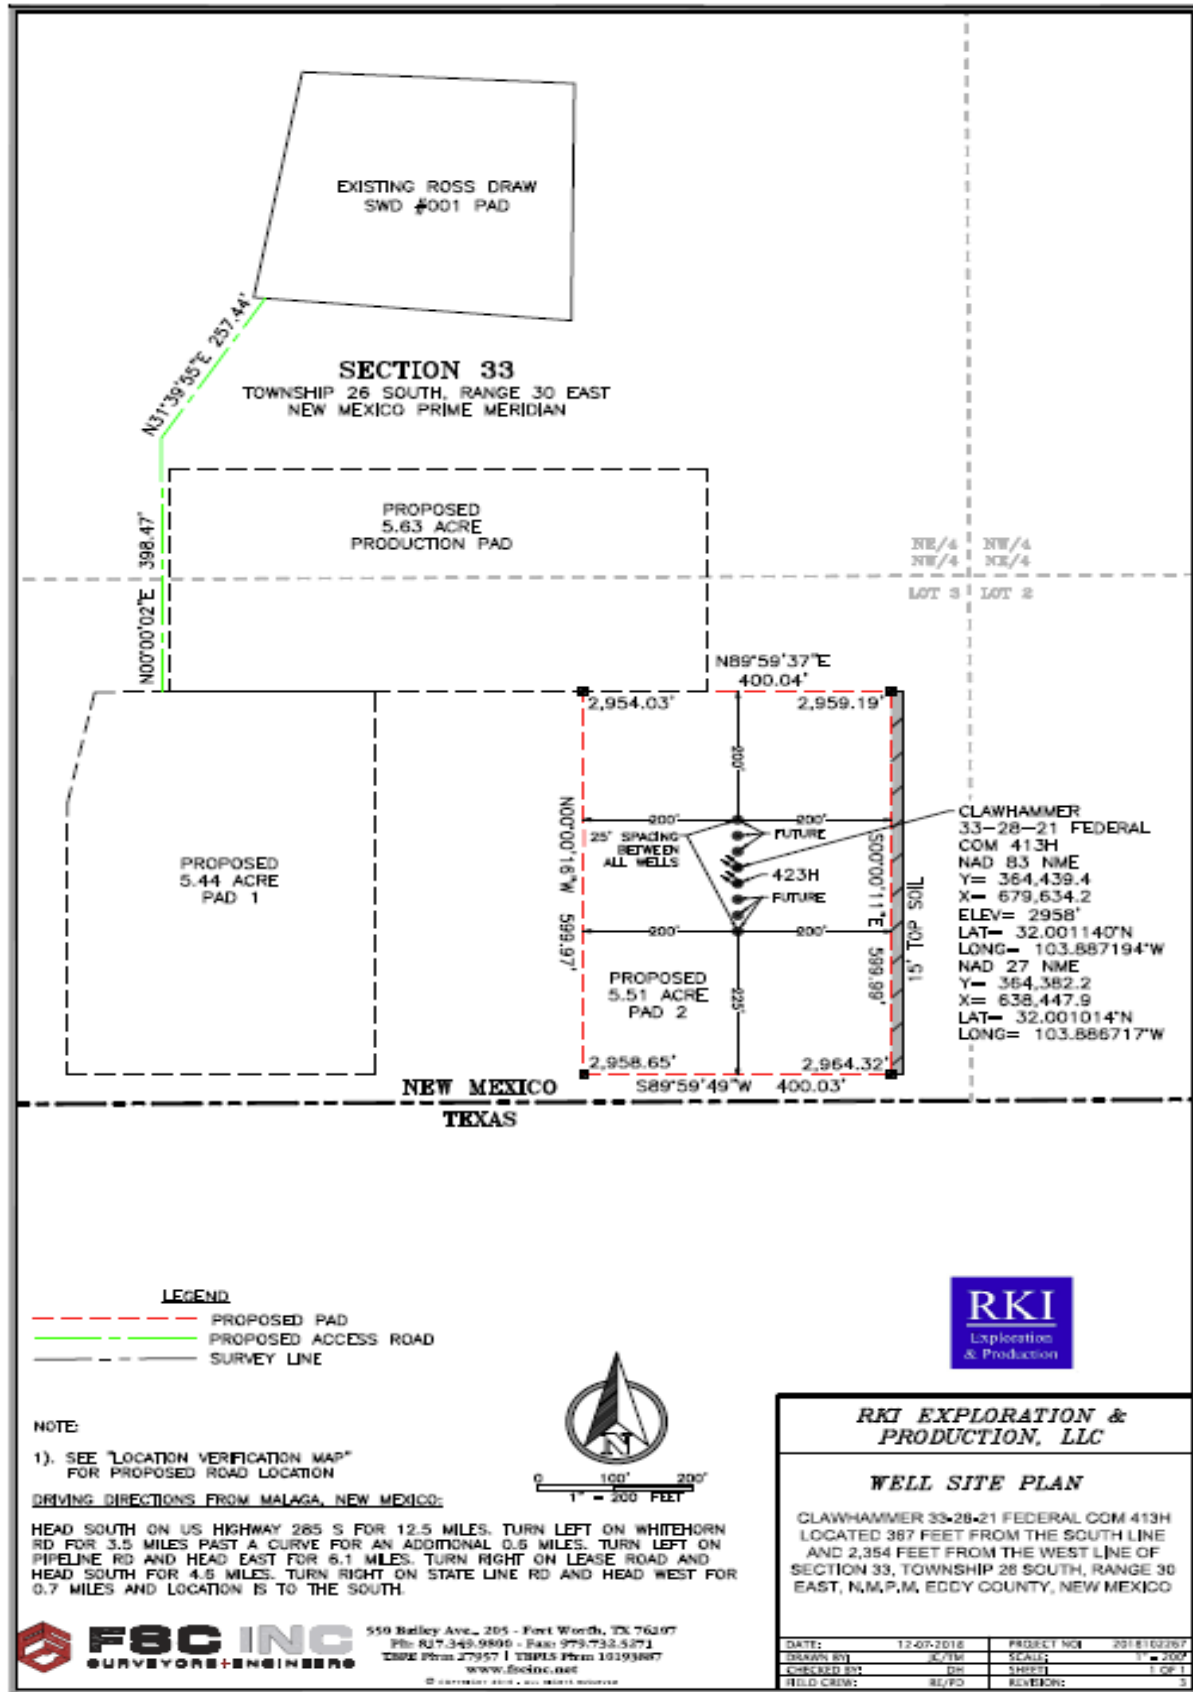 EXISTING ROSS DRAW
SWD #001 PAD
N31°39'55"E 257.44'
SECTION 33
TOWNSHIP 26 SOUTH, RANGE 30 EAST
NEW MEXICO PRIME MERIDIAN
PROPOSED
5.63 ACRE
PRODUCTION PAD
N00°00'02"E 398.47'
NE/4 NW/4
NW/4 NE/4
LOT 3 LOT 2
N89°59'37"E
400.04'
2,954.03'
2,959.19'
200'
200'
200'
25' SPACING
BETWEEN
ALL WELLS
FUTURE
423H
FUTURE
N00°00'16"W 599.97'
S00°00'11"E 599.99'
15' TOP SOIL
CLAWHAMMER
33-28-21 FEDERAL
COM 413H
NAD 83 NME
Y= 364,439.4
X= 679,634.2
ELEV= 2958'
LAT= 32.001140°N
LONG= 103.887194°W
NAD 27 NME
Y= 364,382.2
X= 638,447.9
LAT= 32.001014°N
LONG= 103.886717°W
PROPOSED
5.44 ACRE
PAD 1
200'
200'
PROPOSED
5.51 ACRE
PAD 2
225'
2,958.65'
2,964.32'
S89°59'49"W 400.03'
NEW MEXICO
TEXAS
LEGEND
PROPOSED PAD
PROPOSED ACCESS ROAD
SURVEY LINE
RKI
Exploration
& Production
NOTE:
1). SEE "LOCATION VERIFICATION MAP"
FOR PROPOSED ROAD LOCATION
N
0 100' 200'
1" = 200 FEET
DRIVING DIRECTIONS FROM MALAGA, NEW MEXICO:
HEAD SOUTH ON US HIGHWAY 285 S FOR 12.5 MILES. TURN LEFT ON WHITEHORN
RD FOR 3.5 MILES PAST A CURVE FOR AN ADDITIONAL 0.6 MILES. TURN LEFT ON
PIPELINE RD AND HEAD EAST FOR 6.1 MILES. TURN RIGHT ON LEASE ROAD AND
HEAD SOUTH FOR 4.6 MILES. TURN RIGHT ON STATE LINE RD AND HEAD WEST FOR
0.7 MILES AND LOCATION IS TO THE SOUTH.
RKI EXPLORATION &
PRODUCTION, LLC
WELL SITE PLAN
CLAWHAMMER 33-28-21 FEDERAL COM 413H
LOCATED 367 FEET FROM THE SOUTH LINE
AND 2,354 FEET FROM THE WEST LINE OF
SECTION 33, TOWNSHIP 26 SOUTH, RANGE 30
EAST, N.M.P.M. EDDY COUNTY, NEW MEXICO
FSC INC
SURVEYORS+ENGINEERS
550 Bailey Ave., 205 - Fort Worth, TX 76107
Ph: 817.349.9800 - Fax: 979.732.5271
TBPE Firm 17957 | TBPLS Firm 10193887
www.fscinc.net
DATE: 12-07-2018 PROJECT NO: 2018102267
DRAWN BY: JC/TM SCALE: 1" = 200'
CHECKED BY: DH SHEET: 1 OF 1
FIELD CREW: RE/PD REVISION: 3